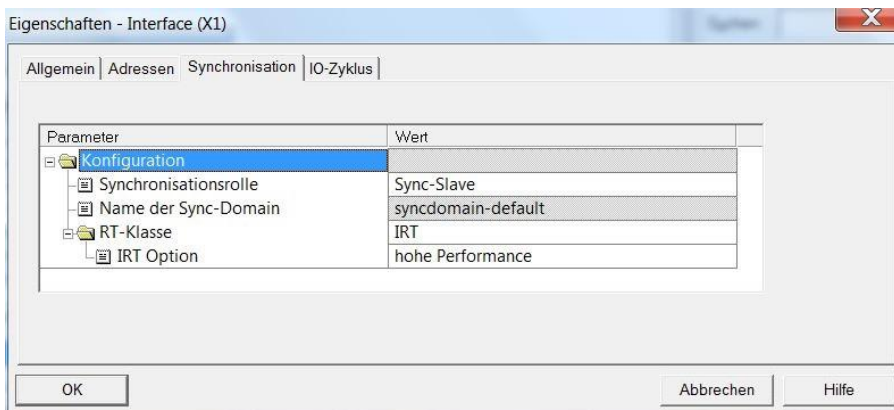 Eigenschaften - Interface (X1)
Allgemein Adressen Synchronisation IO-Zyklus
Parameter Wert
Konfiguration
Synchronisationsrolle Sync-Slave
Name der Sync-Domain syncdomain-default
RT-Klasse IRT
IRT Option hohe Performance
OK Abbrechen Hilfe